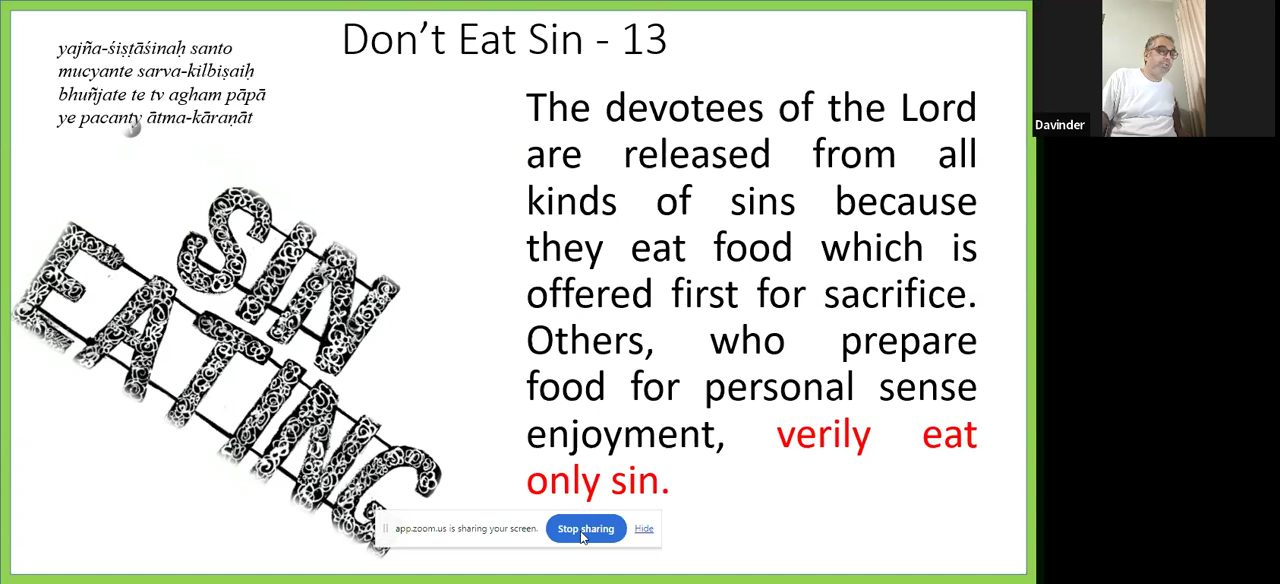 yajña-śiṣṭāśinaḥ santo
mucyante sarva-kilbiṣaiḥ
bhuñjate te tv aghaṁ pāpā
ye pacanty ātma-kāraṇāt
Don’t Eat Sin - 13
The devotees of the Lord
are released from all
kinds of sins because
they eat food which is
offered first for sacrifice.
Others, who prepare
food for personal sense
enjoyment, verily eat
only sin.
SIN
EATING
app.zoom.us is sharing your screen.
Stop sharing
Hide
Davinder